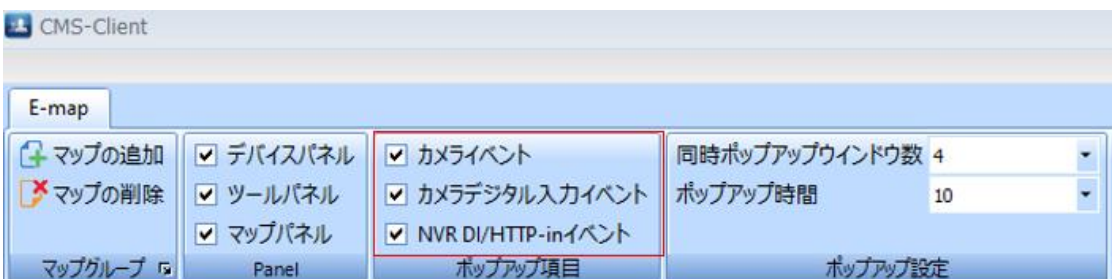 CMS-Client
E-map
マップの追加
マップの削除
マップグループ
デバイスパネル
ツールパネル
マップパネル
Panel
カメライベント
カメラデジタル入力イベント
NVR DI/HTTP-inイベント
ポップアップ項目
同時ポップアップウインドウ数 4
ポップアップ時間 10
ポップアップ設定